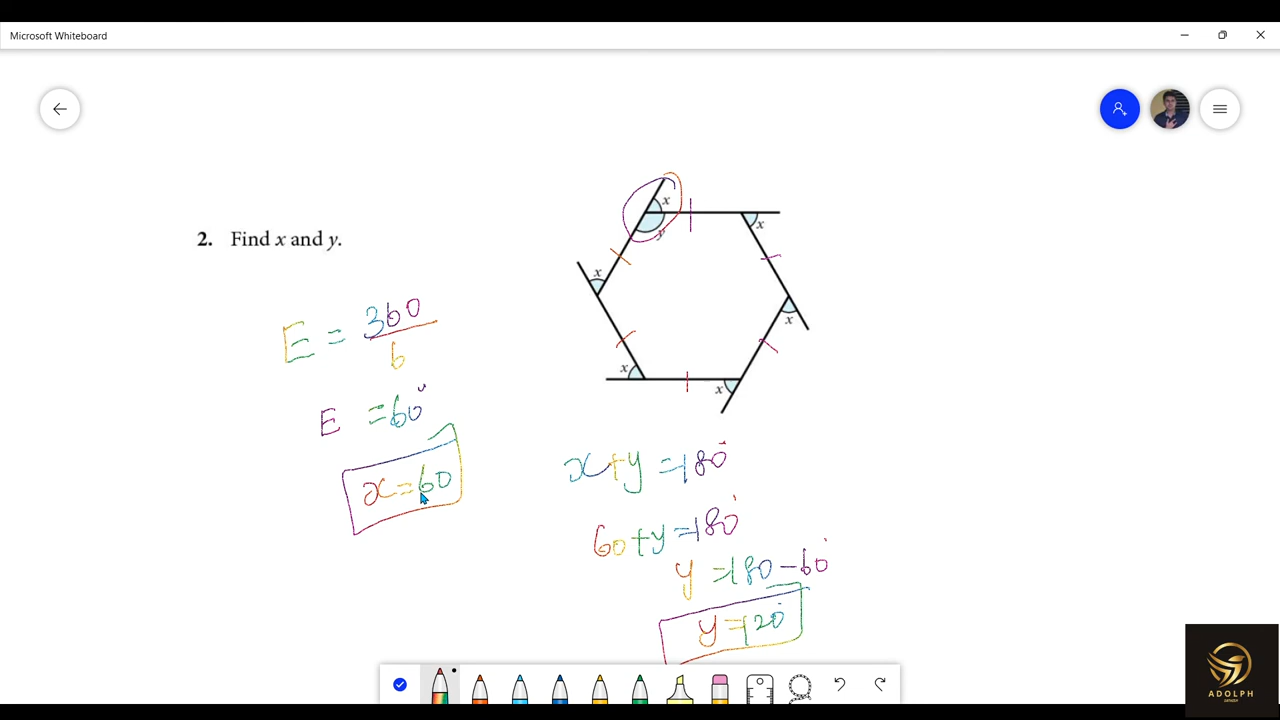 Microsoft Whiteboard
2. Find x and y.
x
y
x
x
x
x
x
E = 360/6
E = 60°
x = 60
x + y = 180°
60 + y = 180°
y = 180 - 60°
y = 120°
ADOLPH